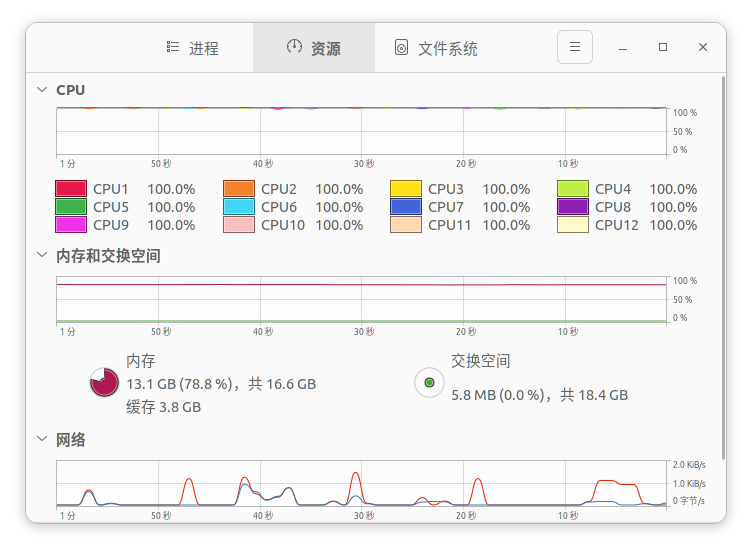 进程 资源 文件系统
CPU
100 %
50 %
0 %
1 分 50 秒 40 秒 30 秒 20 秒 10 秒
CPU1 100.0% CPU2 100.0% CPU3 100.0% CPU4 100.0%
CPU5 100.0% CPU6 100.0% CPU7 100.0% CPU8 100.0%
CPU9 100.0% CPU10 100.0% CPU11 100.0% CPU12 100.0%
内存和交换空间
100 %
50 %
0 %
1 分 50 秒 40 秒 30 秒 20 秒 10 秒
内存 交换空间
13.1 GB (78.8 %)，共 16.6 GB 5.8 MB (0.0 %)，共 18.4 GB
缓存 3.8 GB
网络
2.0 KiB/s
1.0 KiB/s
0 字节/s
1 分 50 秒 40 秒 30 秒 20 秒 10 秒